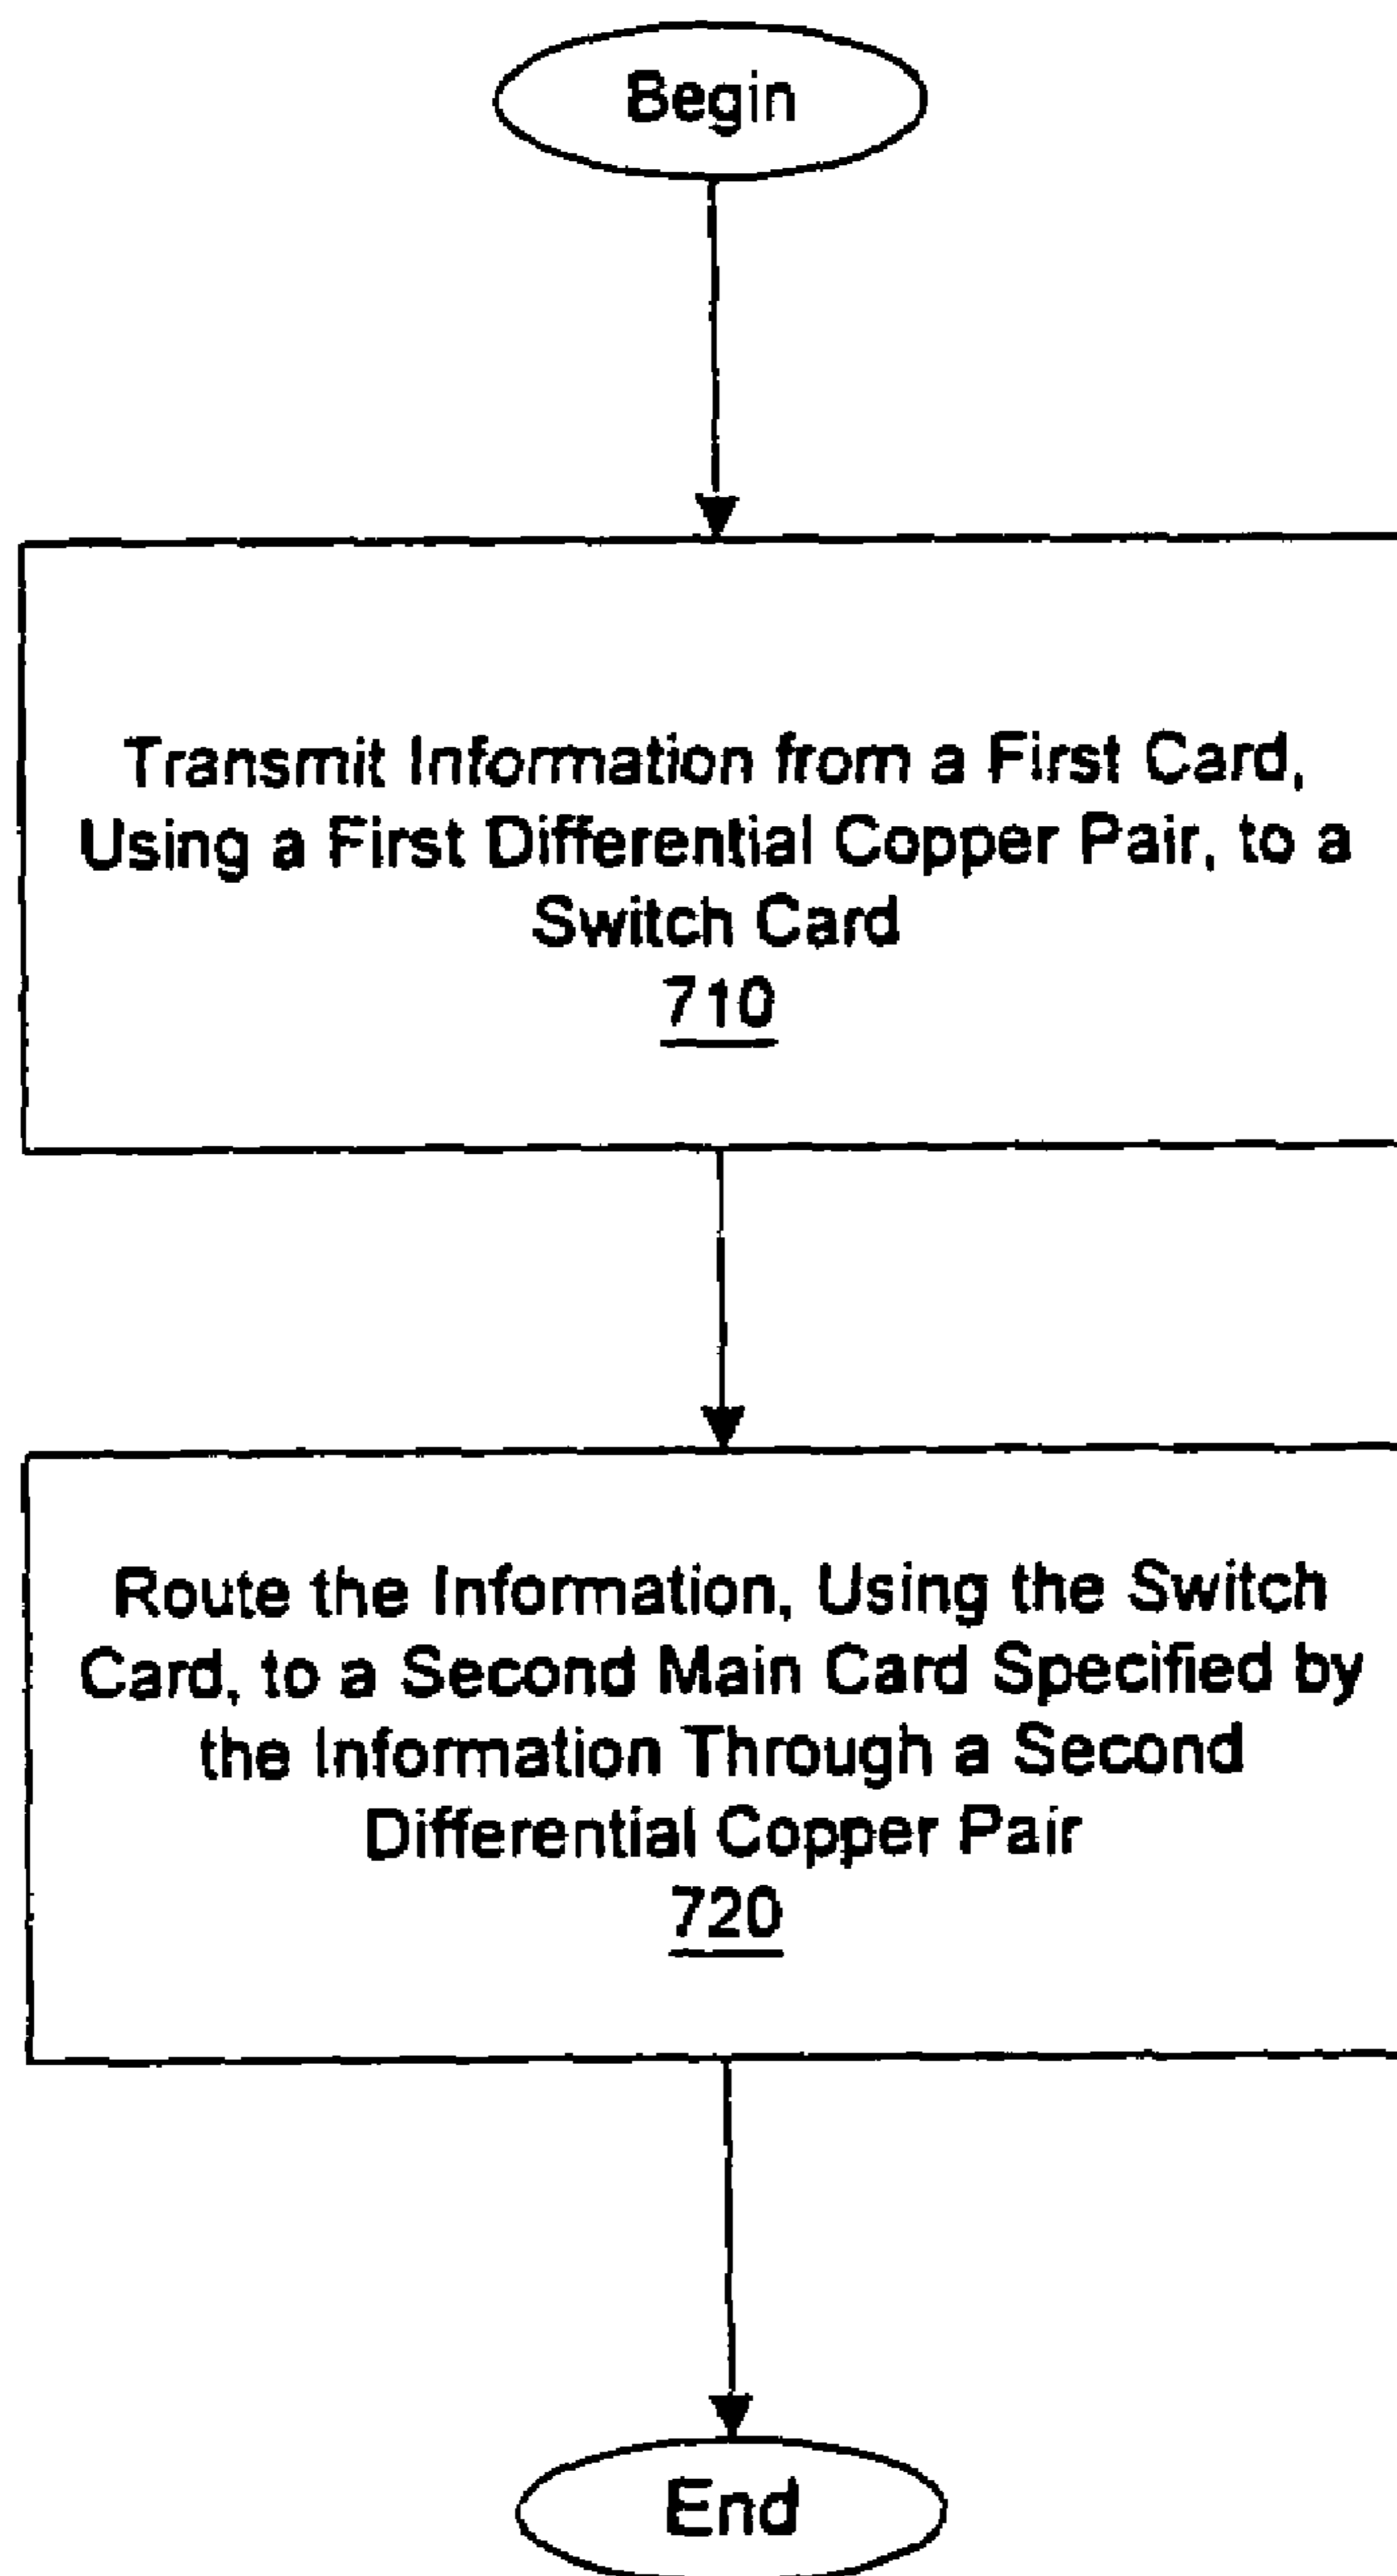 Begin
Transmit Information from a First Card,
Using a First Differential Copper Pair, to a
Switch Card
710
Route the Information, Using the Switch
Card, to a Second Main Card Specified by
the Information Through a Second
Differential Copper Pair
720
End